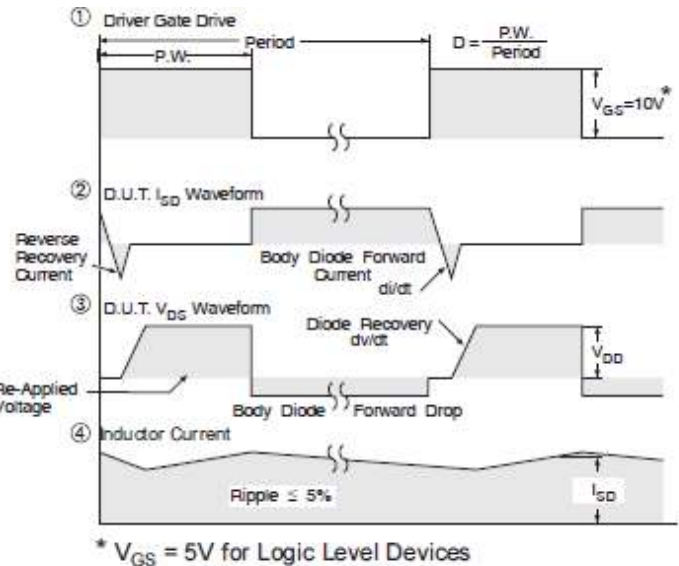 ① Driver Gate Drive
Period
P.W.
D = P.W. / Period
VGS=10V*
② D.U.T. ISD Waveform
Reverse
Recovery
Current
Body Diode Forward
Current
di/dt
③ D.U.T. VDS Waveform
Diode Recovery
dv/dt
VDD
Re-Applied
Voltage
Body Diode Forward Drop
④ Inductor Current
Ripple ≤ 5%
ISD
* VGS = 5V for Logic Level Devices